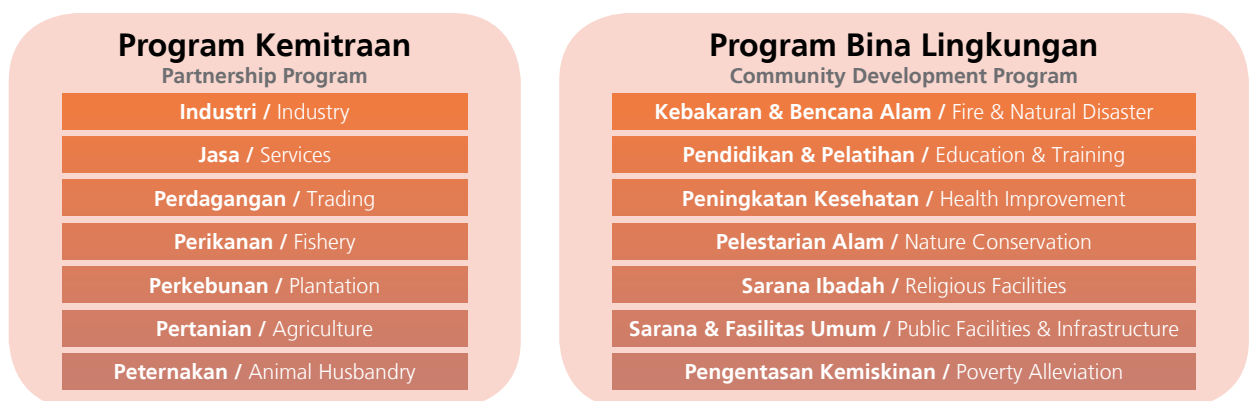 Program Kemitraan
Partnership Program
Industri / Industry
Jasa / Services
Perdagangan / Trading
Perikanan / Fishery
Perkebunan / Plantation
Pertanian / Agriculture
Peternakan / Animal Husbandry
Program Bina Lingkungan
Community Development Program
Kebakaran & Bencana Alam / Fire & Natural Disaster
Pendidikan & Pelatihan / Education & Training
Peningkatan Kesehatan / Health Improvement
Pelestarian Alam / Nature Conservation
Sarana Ibadah / Religious Facilities
Sarana & Fasilitas Umum / Public Facilities & Infrastructure
Pengentasan Kemiskinan / Poverty Alleviation